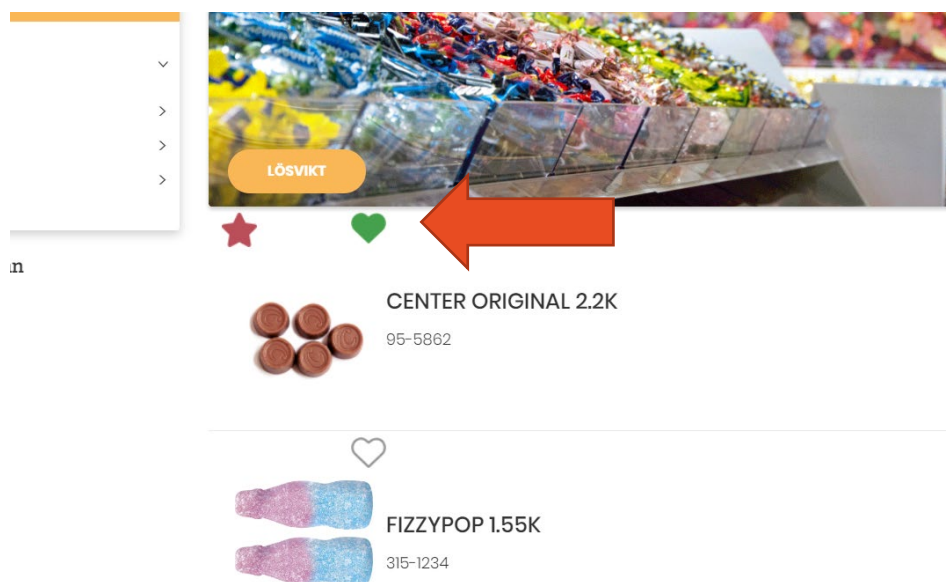 LÖSVIKT
CENTER ORIGINAL 2.2K
95-5862
FIZZYPOP 1.55K
315-1234